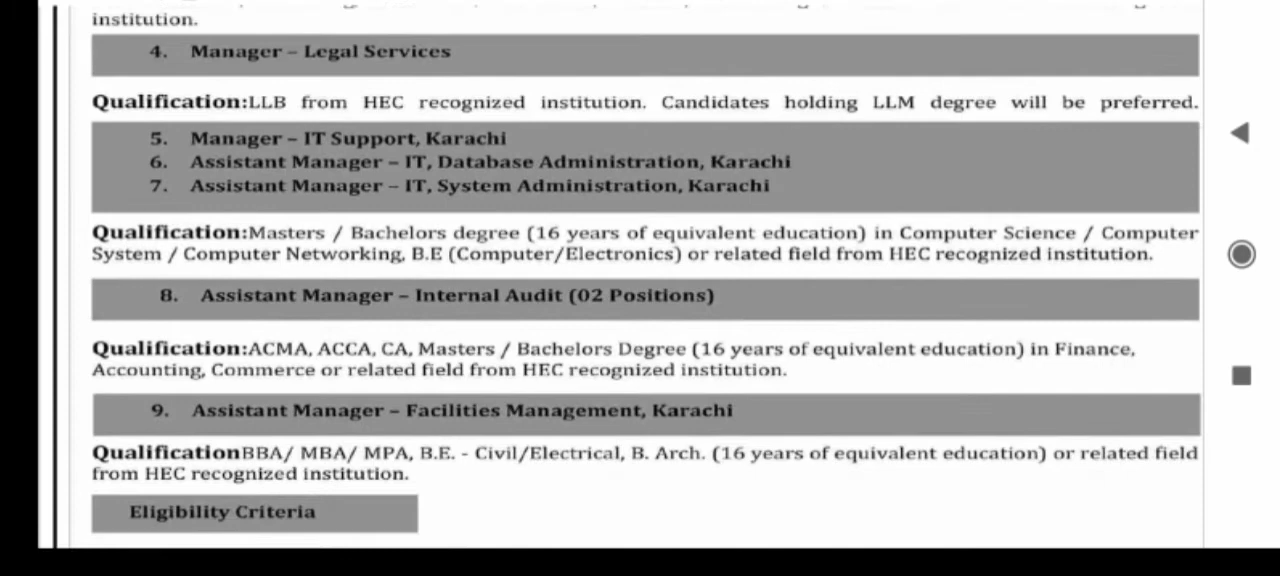 institution.
4. Manager – Legal Services
Qualification:LLB from HEC recognized institution. Candidates holding LLM degree will be preferred.
5. Manager – IT Support, Karachi
6. Assistant Manager – IT, Database Administration, Karachi
7. Assistant Manager – IT, System Administration, Karachi
Qualification:Masters / Bachelors degree (16 years of equivalent education) in Computer Science / Computer
System / Computer Networking, B.E (Computer/Electronics) or related field from HEC recognized institution.
8. Assistant Manager – Internal Audit (02 Positions)
Qualification:ACMA, ACCA, CA, Masters / Bachelors Degree (16 years of equivalent education) in Finance,
Accounting, Commerce or related field from HEC recognized institution.
9. Assistant Manager – Facilities Management, Karachi
QualificationBBA/ MBA/ MPA, B.E. - Civil/Electrical, B. Arch. (16 years of equivalent education) or related field
from HEC recognized institution.
Eligibility Criteria